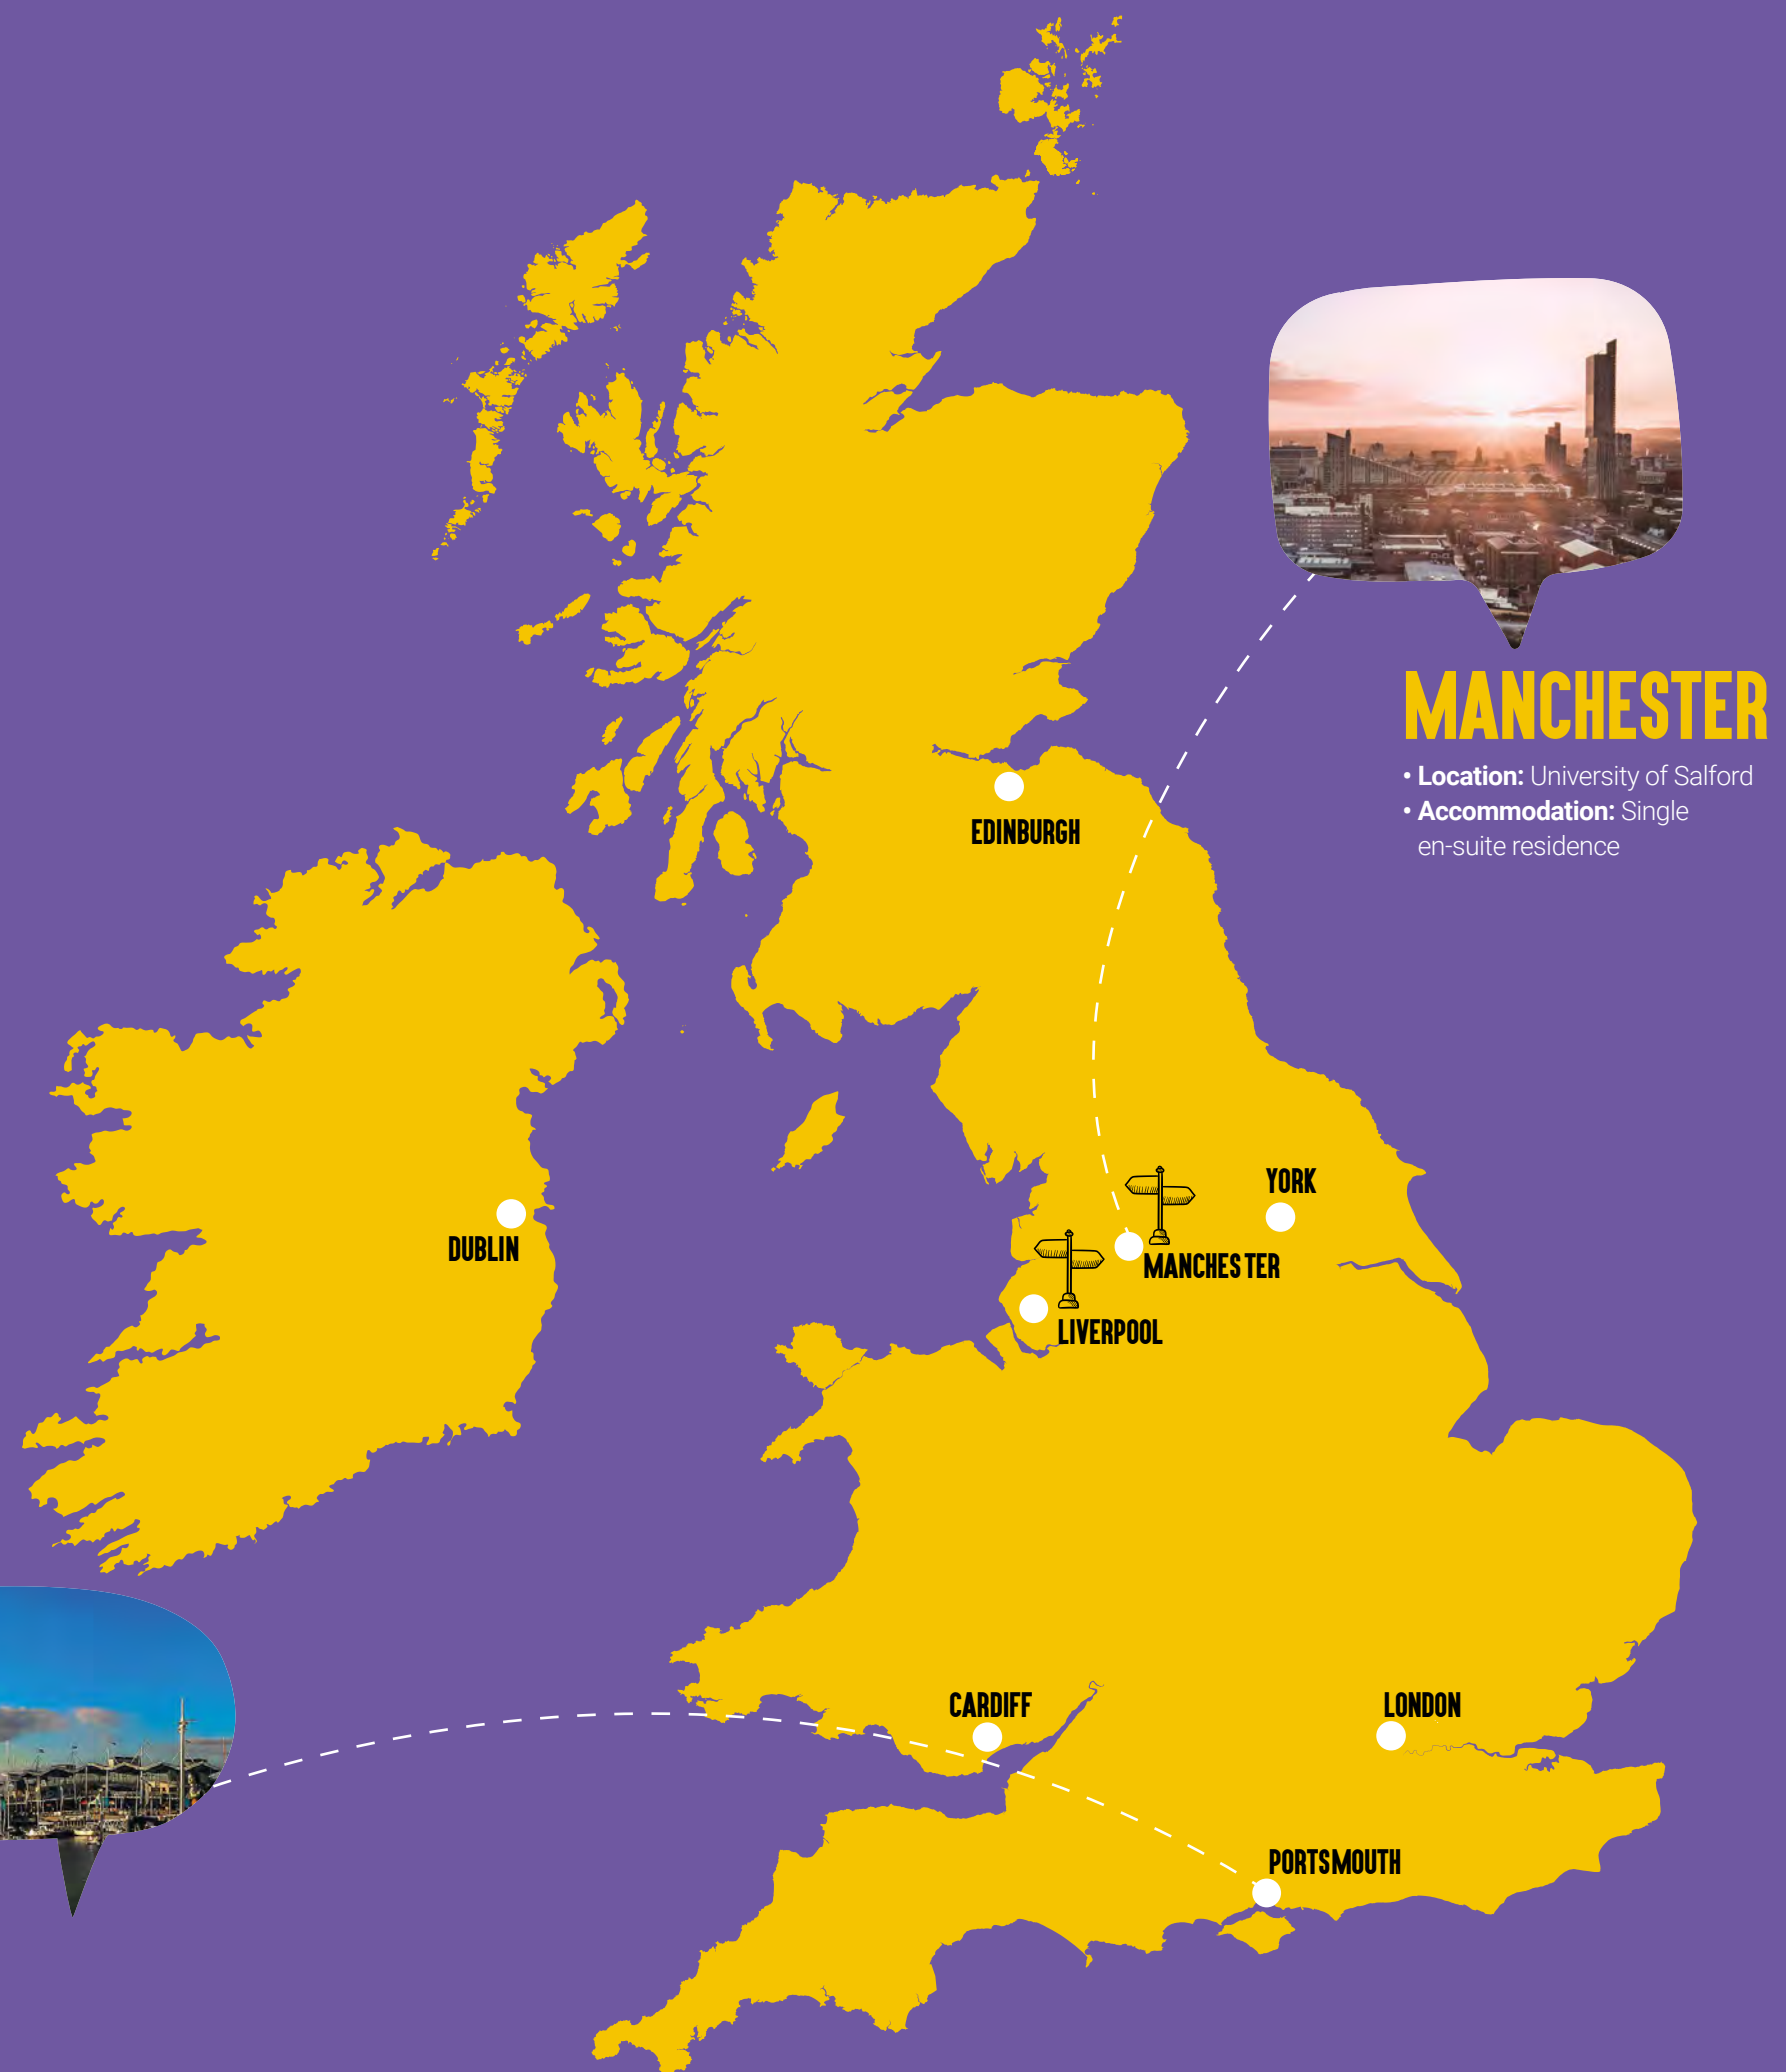 MANCHESTER
• Location: University of Salford
• Accommodation: Single
en-suite residence
EDINBURGH
YORK
DUBLIN
MANCHESTER
LIVERPOOL
CARDIFF
LONDON
PORTSMOUTH